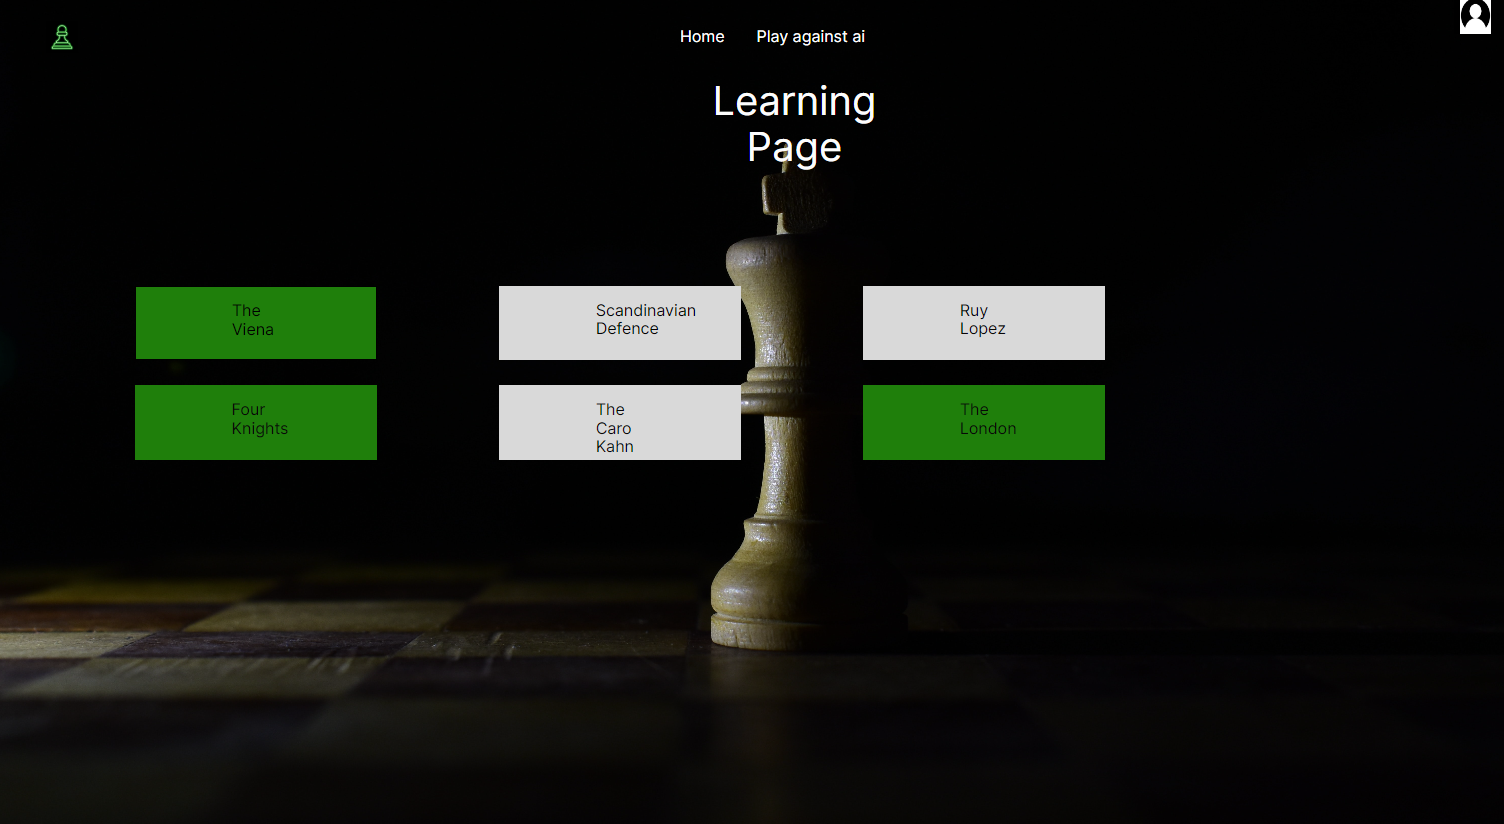 Home Play against ai
Learning
Page
The
Viena
Scandinavian
Defence
Ruy
Lopez
Four
Knights
The
Caro
Kahn
The
London